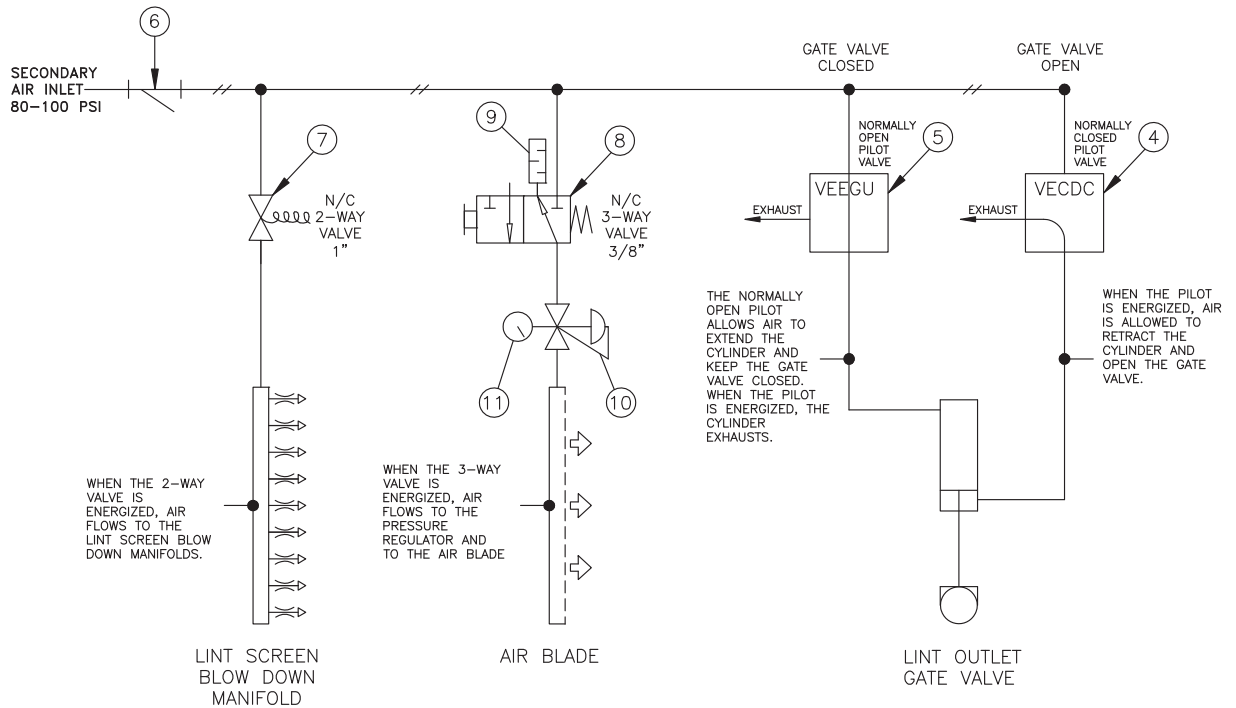 6
SECONDARY
AIR INLET
80-100 PSI
GATE VALVE
CLOSED
GATE VALVE
OPEN
7
N/C
2-WAY
VALVE
1"
9
8
N/C
3-WAY
VALVE
3/8"
NORMALLY
OPEN
PILOT
VALVE
5
VEEGU
EXHAUST
NORMALLY
CLOSED
PILOT
VALVE
4
VECDC
EXHAUST
11
10
THE NORMALLY
OPEN PILOT
ALLOWS AIR TO
EXTEND THE
CYLINDER AND
KEEP THE GATE
VALVE CLOSED.
WHEN THE PILOT
IS ENERGIZED, THE
CYLINDER
EXHAUSTS.
WHEN THE PILOT
IS ENERGIZED, AIR
IS ALLOWED TO
RETRACT THE
CYLINDER AND
OPEN THE GATE
VALVE.
WHEN THE 2-WAY
VALVE IS
ENERGIZED, AIR
FLOWS TO THE
LINT SCREEN BLOW
DOWN MANIFOLDS.
WHEN THE 3-WAY
VALVE IS
ENERGIZED, AIR
FLOWS TO THE
PRESSURE
REGULATOR AND
TO THE AIR BLADE
LINT SCREEN
BLOW DOWN
MANIFOLD
AIR BLADE
LINT OUTLET
GATE VALVE